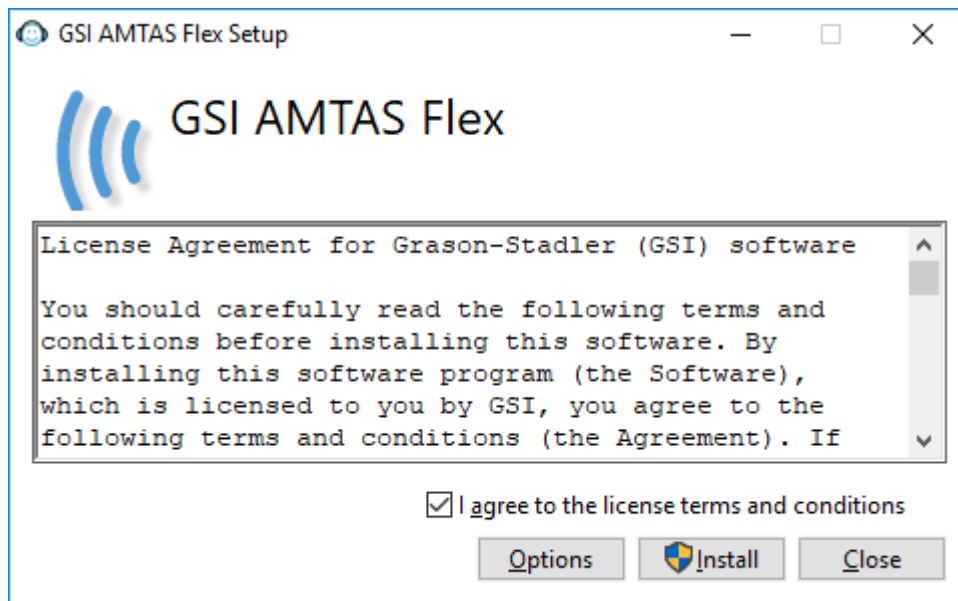 GSI AMTAS Flex Setup
GSI AMTAS Flex
License Agreement for Grason-Stadler (GSI) software
You should carefully read the following terms and
conditions before installing this software. By
installing this software program (the Software),
which is licensed to you by GSI, you agree to the
following terms and conditions (the Agreement). If
I agree to the license terms and conditions
Options
Install
Close